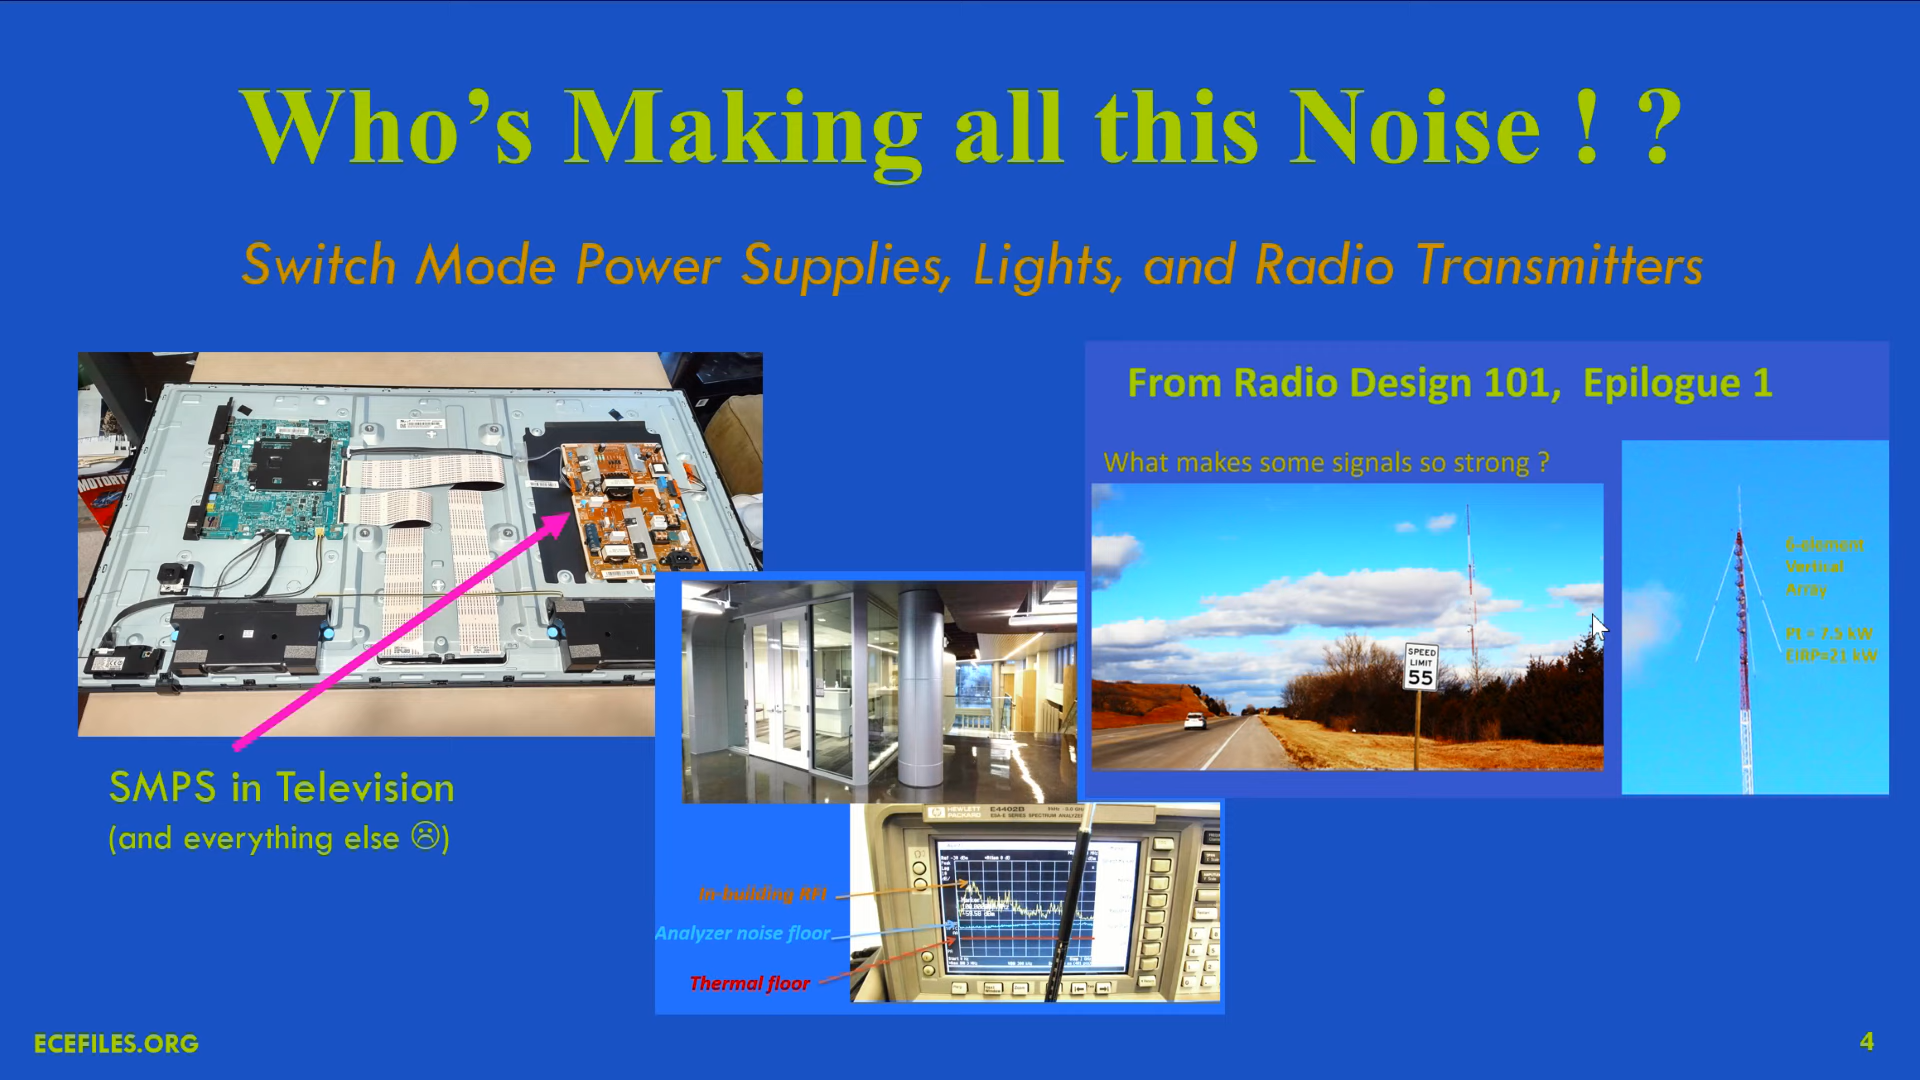 Who's Making all this Noise ! ?
Switch Mode Power Supplies, Lights, and Radio Transmitters
SMPS in Television
(and everything else ☹)
In-building RFI
Analyzer noise floor
Thermal floor
HEWLETT
PACKARD
E4402B
ESA-E SERIES SPECTRUM ANALYZER
From Radio Design 101, Epilogue 1
What makes some signals so strong ?
SPEED
LIMIT
55
6-element
Vertical
Array
Pt = 7.5 kW
EIRP=21 kW
ECEFILES.ORG
4